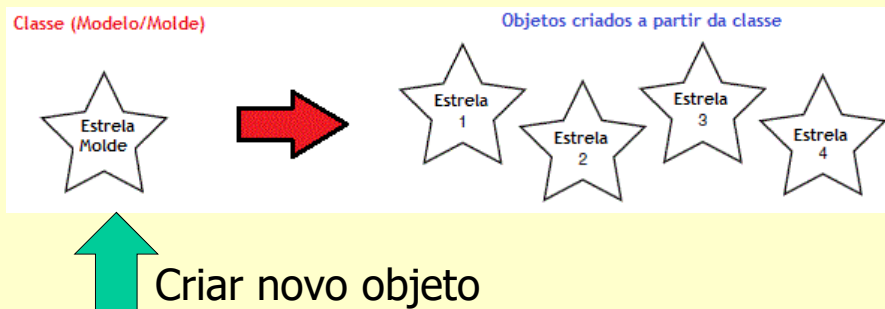 Classe (Modelo/Molde)
Objetos criados a partir da classe
Estrela
Molde
Estrela
1
Estrela
2
Estrela
3
Estrela
4
Criar novo objeto